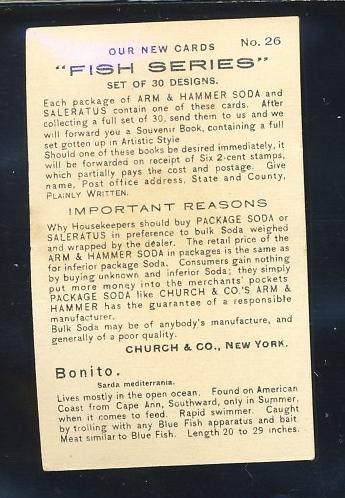 OUR NEW CARDS No. 26
"FISH SERIES"
SET OF 30 DESIGNS.
Each package of ARM & HAMMER SODA and
SALERATUS contain one of these cards. After
collecting a full set of 30, send them to us and we
will forward you a Souvenir Book, containing a full
set gotten up in Artistic Style
Should one of these books be desired immediately, it
will be forwarded on receipt of Six 2-cent stamps,
which partially pays the cost and postage. Give
name, Post office address, State and County,
PLAINLY WRITTEN.
IMPORTANT REASONS
Why Housekeepers should buy PACKAGE SODA or
SALERATUS in preference to bulk Soda weighed
and wrapped by the dealer. The retail price of the
ARM & HAMMER SODA in packages is the same as
for inferior package Soda. Consumers gain nothing
by buying unknown and inferior Soda; they simply
put more money into the merchants' pockets
PACKAGE SODA like CHURCH & CO.'S ARM &
HAMMER has the guarantee of a responsible
manufacturer.
Bulk Soda may be of anybody's manufacture, and
generally of a poor quality.
CHURCH & CO., NEW YORK.
Bonito.
Sarda mediterrania.
Lives mostly in the open ocean. Found on American
Coast from Cape Ann, Southward, only in Summer,
when it comes to feed. Rapid swimmer. Caught
by trolling with any Blue Fish apparatus and bait
Meat similar to Blue Fish. Length 20 to 29 inches.